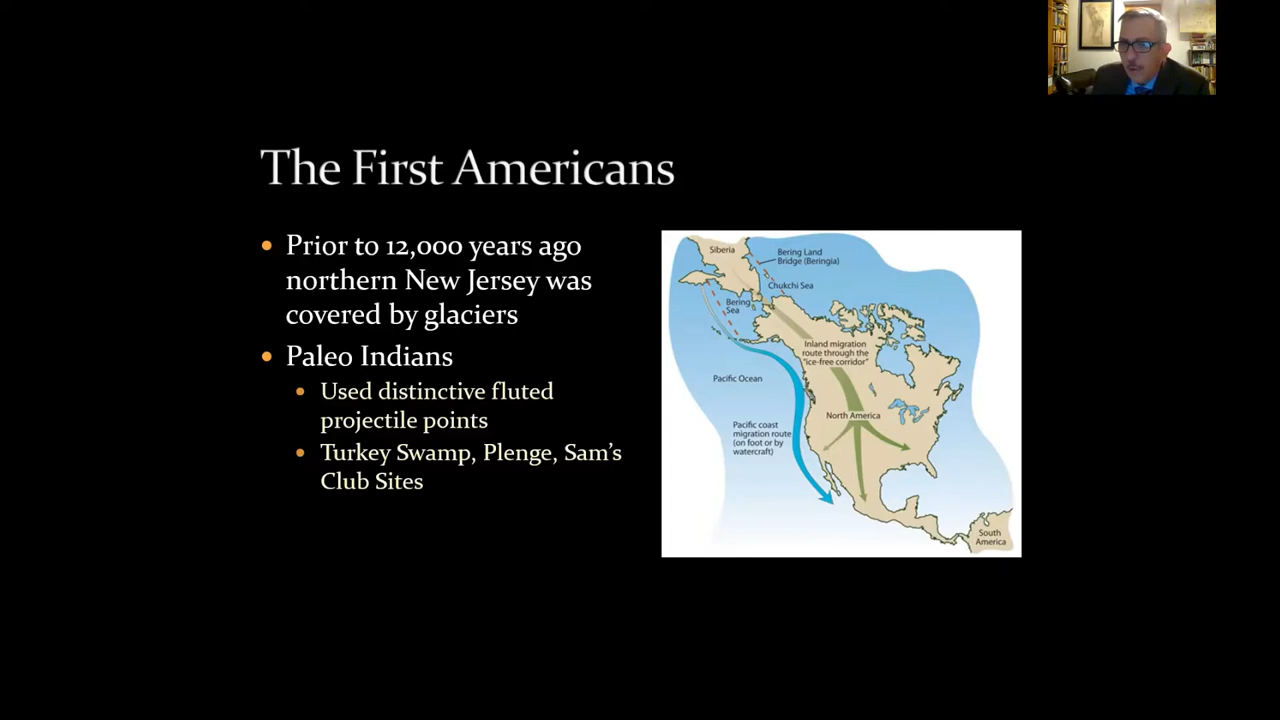 The First Americans
Prior to 12,000 years ago
northern New Jersey was
covered by glaciers
Paleo Indians
Used distinctive fluted
projectile points
Turkey Swamp, Plenge, Sam's
Club Sites
Siberia
Bering Land
Bridge (Beringia)
Chukchi Sea
Bering
Sea
Inland migration
route through the
"ice-free corridor"
Pacific Ocean
North America
Pacific coast
migration route
(on foot or by
watercraft)
South
America